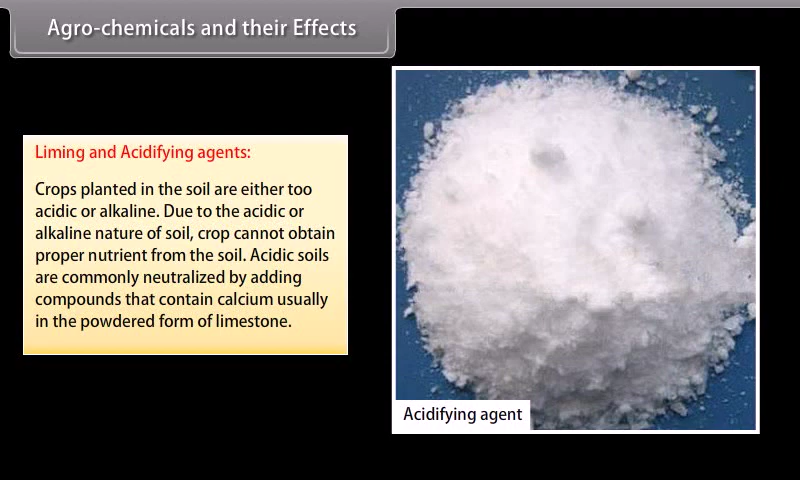 Agro-chemicals and their Effects
Liming and Acidifying agents:
Crops planted in the soil are either too
acidic or alkaline. Due to the acidic or
alkaline nature of soil, crop cannot obtain
proper nutrient from the soil. Acidic soils
are commonly neutralized by adding
compounds that contain calcium usually
in the powdered form of limestone.
Acidifying agent